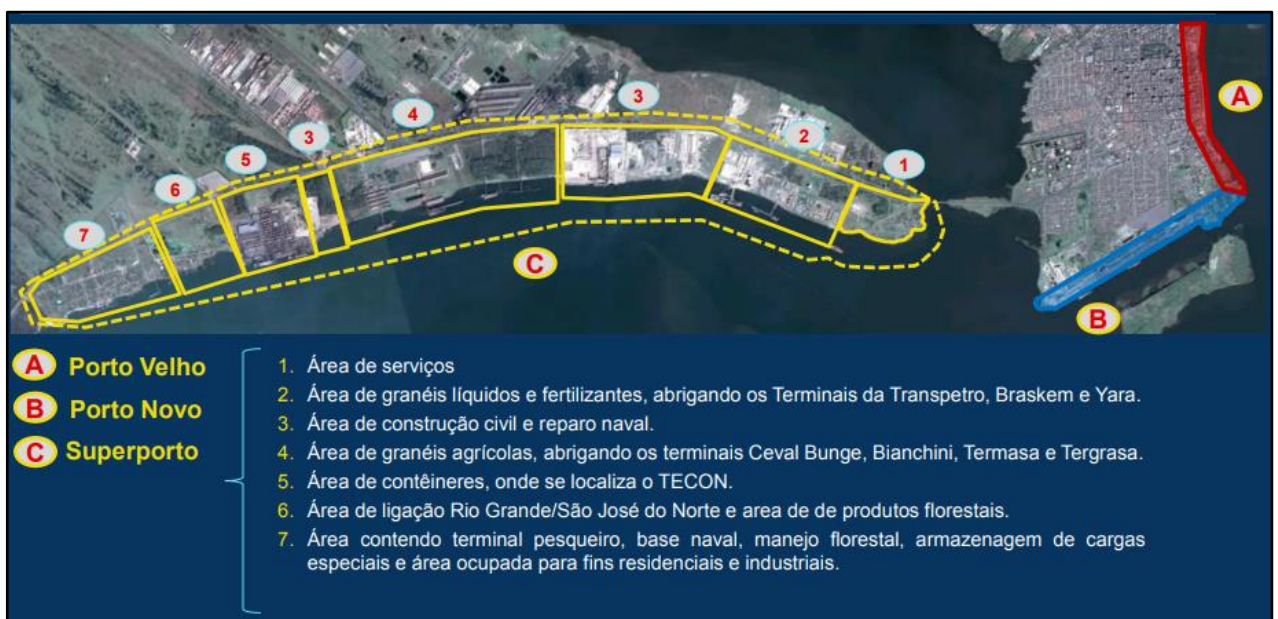 3
A
4
2
3
1
5
6
7
C
B
A Porto Velho
B Porto Novo
C Superporto
1. Área de serviços
2. Área de granéis líquidos e fertilizantes, abrigando os Terminais da Transpetro, Braskem e Yara.
3. Área de construção civil e reparo naval.
4. Área de granéis agrícolas, abrigando os terminais Ceval Bunge, Bianchini, Termasa e Tergrasa.
5. Área de contêineres, onde se localiza o TECON.
6. Área de ligação Rio Grande/São José do Norte e area de de produtos florestais.
7. Área contendo terminal pesqueiro, base naval, manejo florestal, armazenagem de cargas
especiais e área ocupada para fins residenciais e industriais.